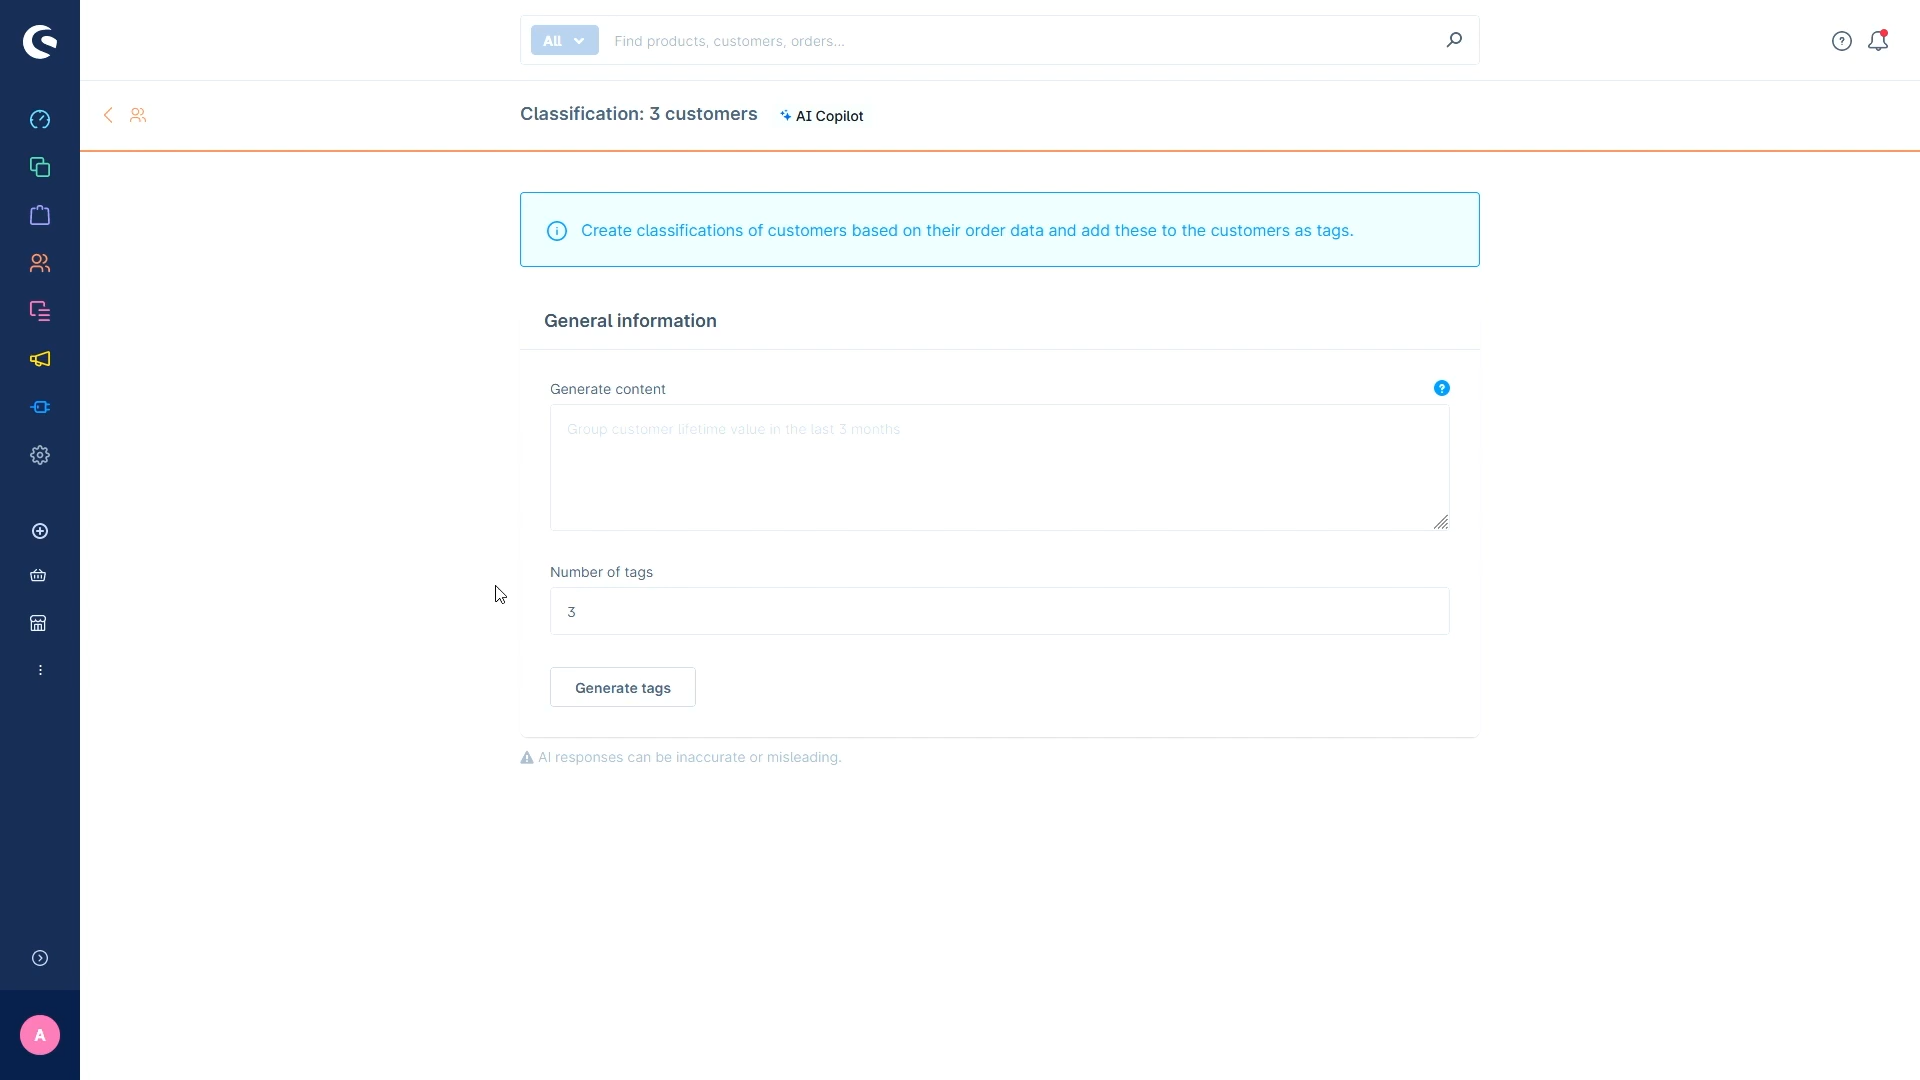 All
Find products, customers, orders...
Classification: 3 customers
AI Copilot
Create classifications of customers based on their order data and add these to the customers as tags.
General information
Generate content
Group customer lifetime value in the last 3 months
Number of tags
3
Generate tags
AI responses can be inaccurate or misleading.
A